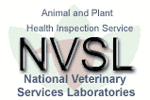 Animal and Plant
Health Inspection Service
NVSL
National Veterinary
Services Laboratories